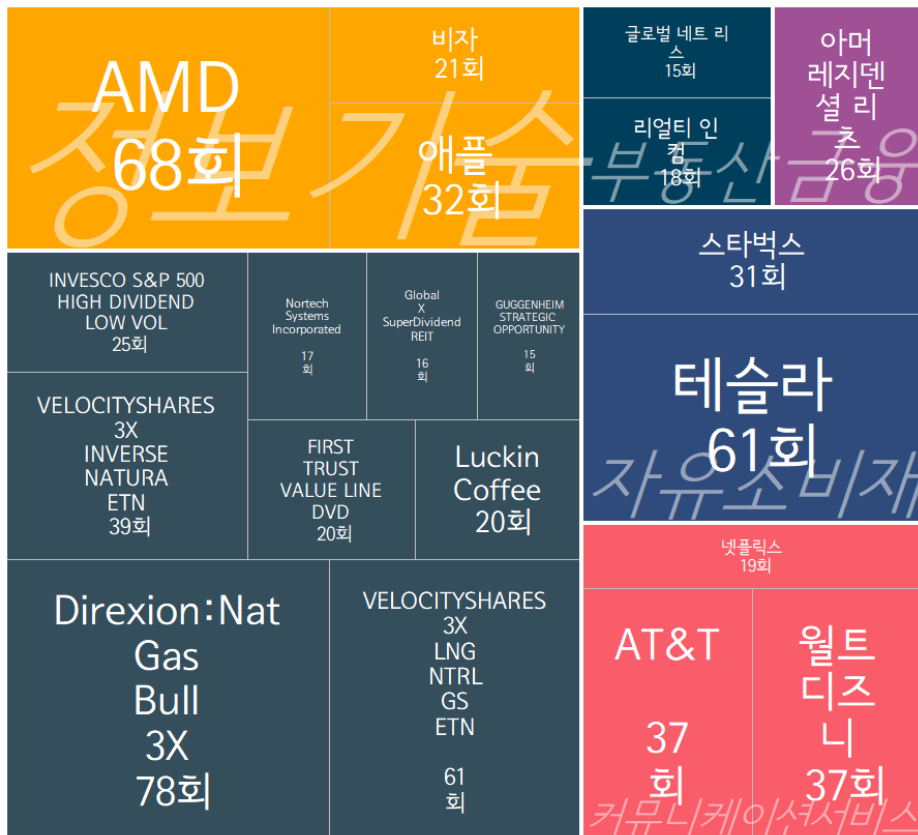 AMD
68회
비자
21회
애플
32회
정보기술
글로벌 네트 리
스
15회
리얼티 인
컴
18회
부동산
아머
레지덴
셜 리
츠
26회
금융
INVESCO S&P 500
HIGH DIVIDEND
LOW VOL
25회
Nortech
Systems
Incorporated
17
회
Global
X
SuperDividend
REIT
16
회
GUGGENHEIM
STRATEGIC
OPPORTUNITY
15
회
VELOCITYSHARES
3X
INVERSE
NATURA
ETN
39회
FIRST
TRUST
VALUE LINE
DVD
20회
Luckin
Coffee
20회
Direxion:Nat
Gas
Bull
3X
78회
VELOCITYSHARES
3X
LNG
NTRL
GS
ETN
61
회
스타벅스
31회
테슬라
61회
자유소비재
넷플릭스
19회
AT&T
37
회
월트
디즈
니
37회
커뮤니케이션서비스